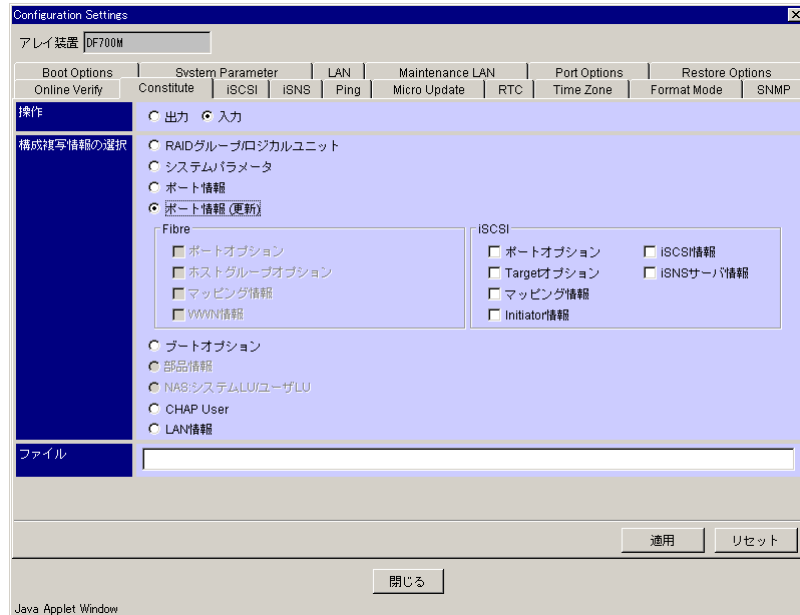 Configuration Settings
アレイ装置 DF700M
Boot Options System Parameter LAN Maintenance LAN Port Options Restore Options
Online Verify Constitute iSCSI iSNS Ping Micro Update RTC Time Zone Format Mode SNMP
操作 出力 入力
構成複写情報の選択 RAIDグループ/ロジカルユニット
システムパラメータ
ポート情報
ポート情報(更新)
Fibre
ポートオプション
ホストグループオプション
マッピング情報
WWN情報
iSCSI
ポートオプション iSCSI情報
Targetオプション iSNSサーバ情報
マッピング情報
Initiator情報
ブートオプション
部品情報
NAS:システムLU/ユーザLU
CHAP User
LAN情報
ファイル
適用 リセット
閉じる
Java Applet Window